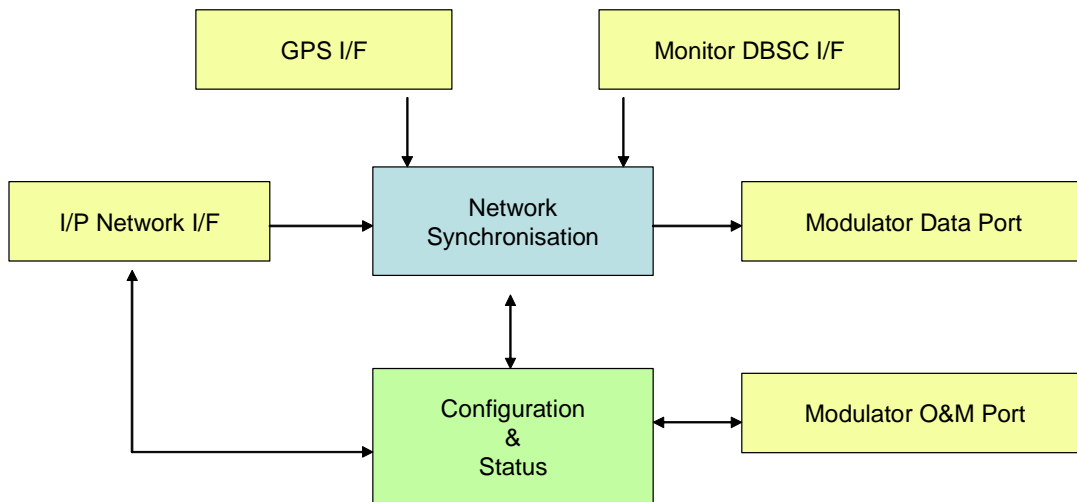 GPS I/F
Monitor DBSC I/F
I/P Network I/F
Network
Synchronisation
Modulator Data Port
Configuration
&
Status
Modulator O&M Port